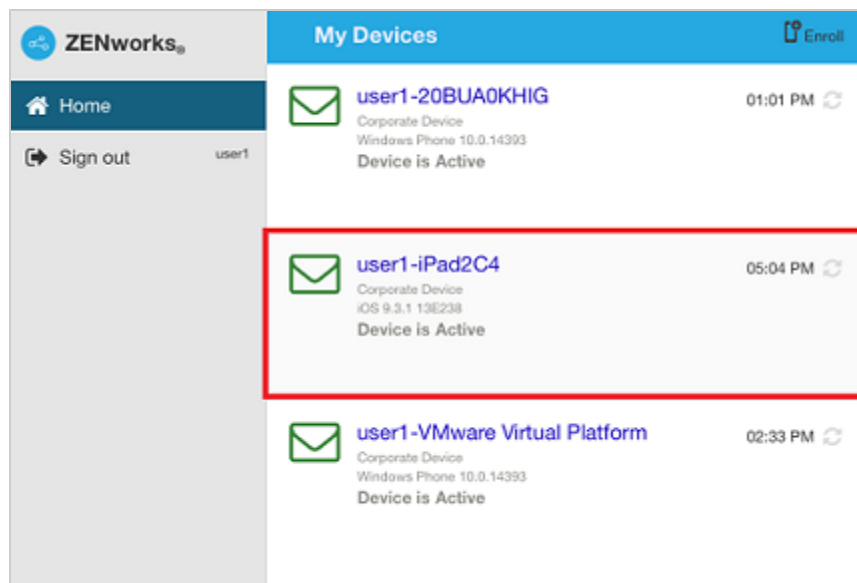 ZENworks®
My Devices
Enroll
Home
Sign out
user1
user1-20BUA0KHIG
01:01 PM
Corporate Device
Windows Phone 10.0.14393
Device is Active
user1-iPad2C4
05:04 PM
Corporate Device
iOS 9.3.1 13E238
Device is Active
user1-VMware Virtual Platform
02:33 PM
Corporate Device
Windows Phone 10.0.14393
Device is Active